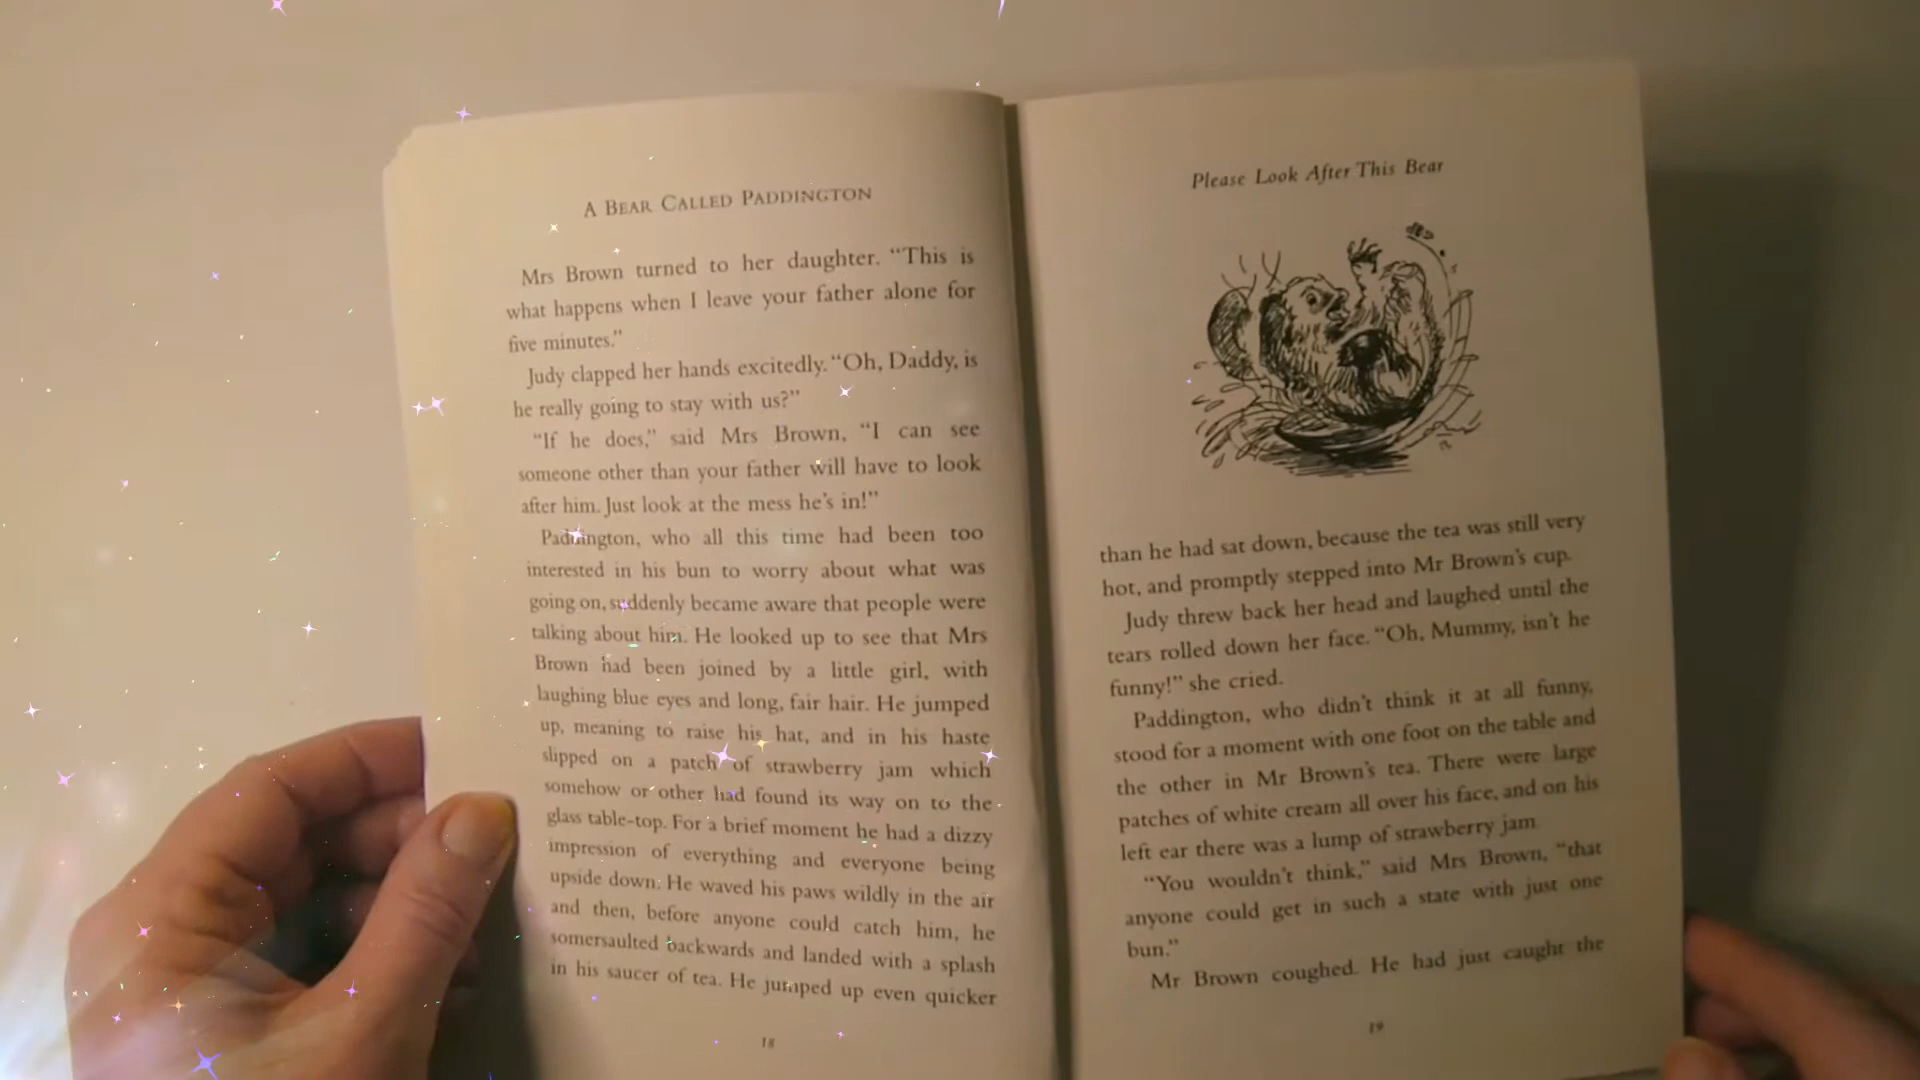 A BEAR CALLED PADDINGTON
Mrs Brown turned to her daughter. “This is
what happens when I leave your father alone for
five minutes.”
Judy clapped her hands excitedly. “Oh, Daddy, is
he really going to stay with us?”
“If he does,” said Mrs Brown, “I can see
someone other than your father will have to look
after him. Just look at the mess he’s in!”
Paddington, who all this time had been too
interested in his bun to worry about what was
going on, suddenly became aware that people were
talking about him. He looked up to see that Mrs
Brown had been joined by a little girl, with
laughing blue eyes and long, fair hair. He jumped
up, meaning to raise his hat, and in his haste
slipped on a patch of strawberry jam which
somehow or other had found its way on to the
glass table-top. For a brief moment he had a dizzy
impression of everything and everyone being
upside down. He waved his paws wildly in the air
and then, before anyone could catch him, he
somersaulted backwards and landed with a splash
in his saucer of tea. He jumped up even quicker
18
Please Look After This Bear
than he had sat down, because the tea was still very
hot, and promptly stepped into Mr Brown’s cup.
Judy threw back her head and laughed until the
tears rolled down her face. “Oh, Mummy, isn’t he
funny!” she cried.
Paddington, who didn’t think it at all funny,
stood for a moment with one foot on the table and
the other in Mr Brown’s tea. There were large
patches of white cream all over his face, and on his
left ear there was a lump of strawberry jam.
“You wouldn’t think,” said Mrs Brown, “that
anyone could get in such a state with just one
bun.”
Mr Brown coughed. He had just caught the
19